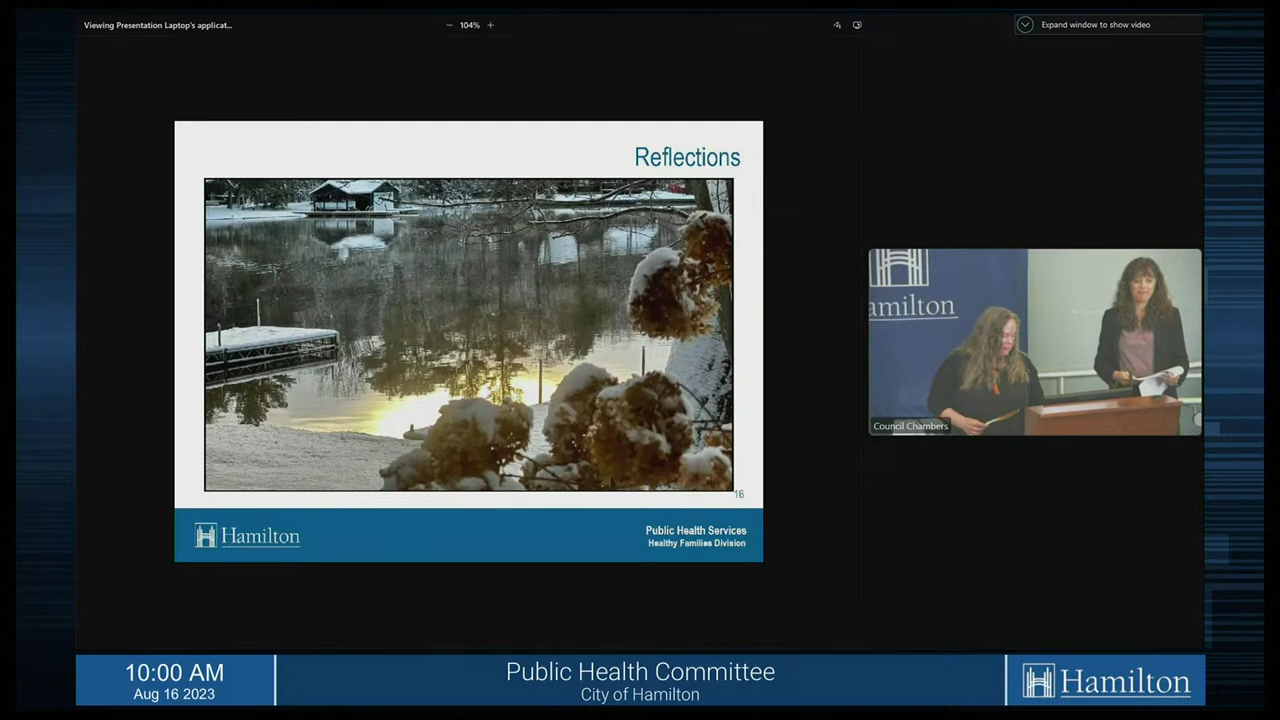 Viewing Presentation Laptop's applicat...
104%
Expand window to show video
Reflections
16
Hamilton
Public Health Services
Healthy Families Division
amilton
Council Chambers
10:00 AM
Aug 16 2023
Public Health Committee
City of Hamilton
Hamilton